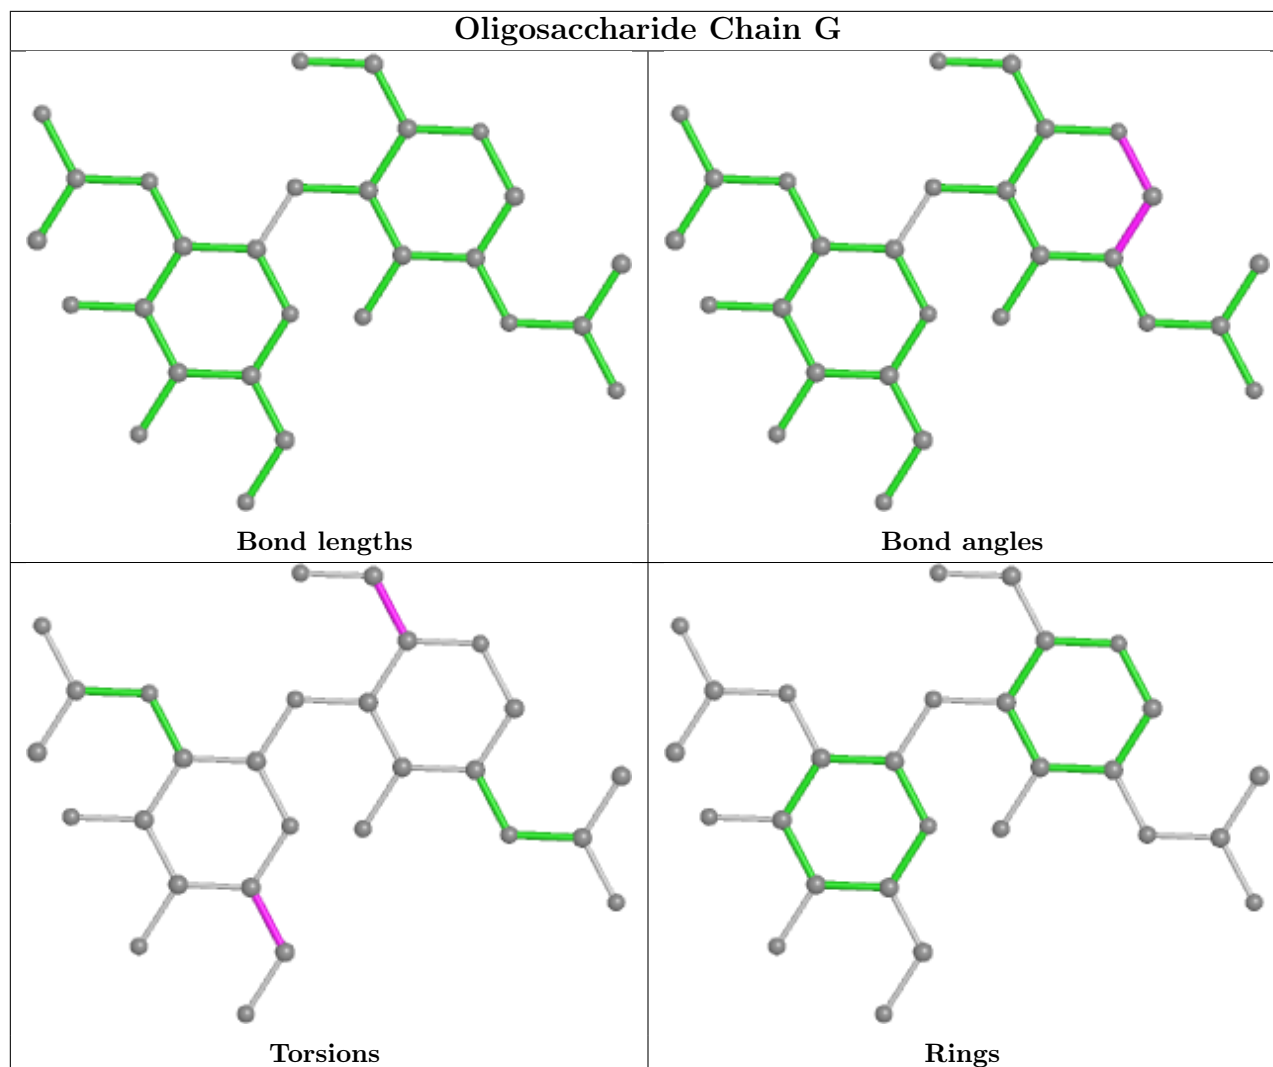 Oligosaccharide Chain G
Bond lengths
Bond angles
Torsions
Rings